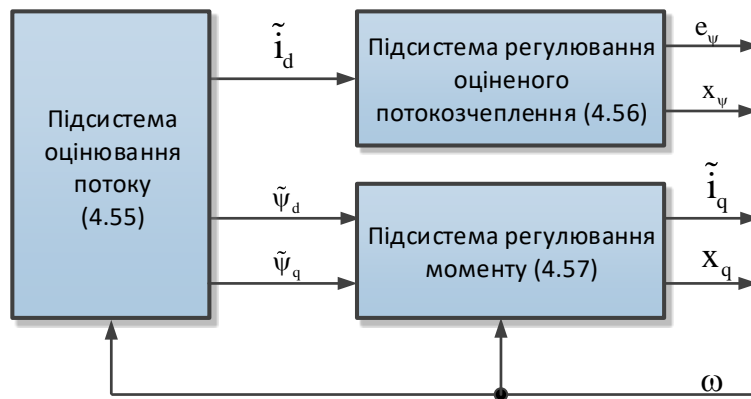 Підсистема
оцінювання
потоку
(4.55)
ĩ_d
Підсистема регулювання
оціненого
потокозчеплення (4.56)
e_ψ
x_ψ
ψ̃_d
ψ̃_q
Підсистема регулювання
моменту (4.57)
ĩ_q
x_q
ω